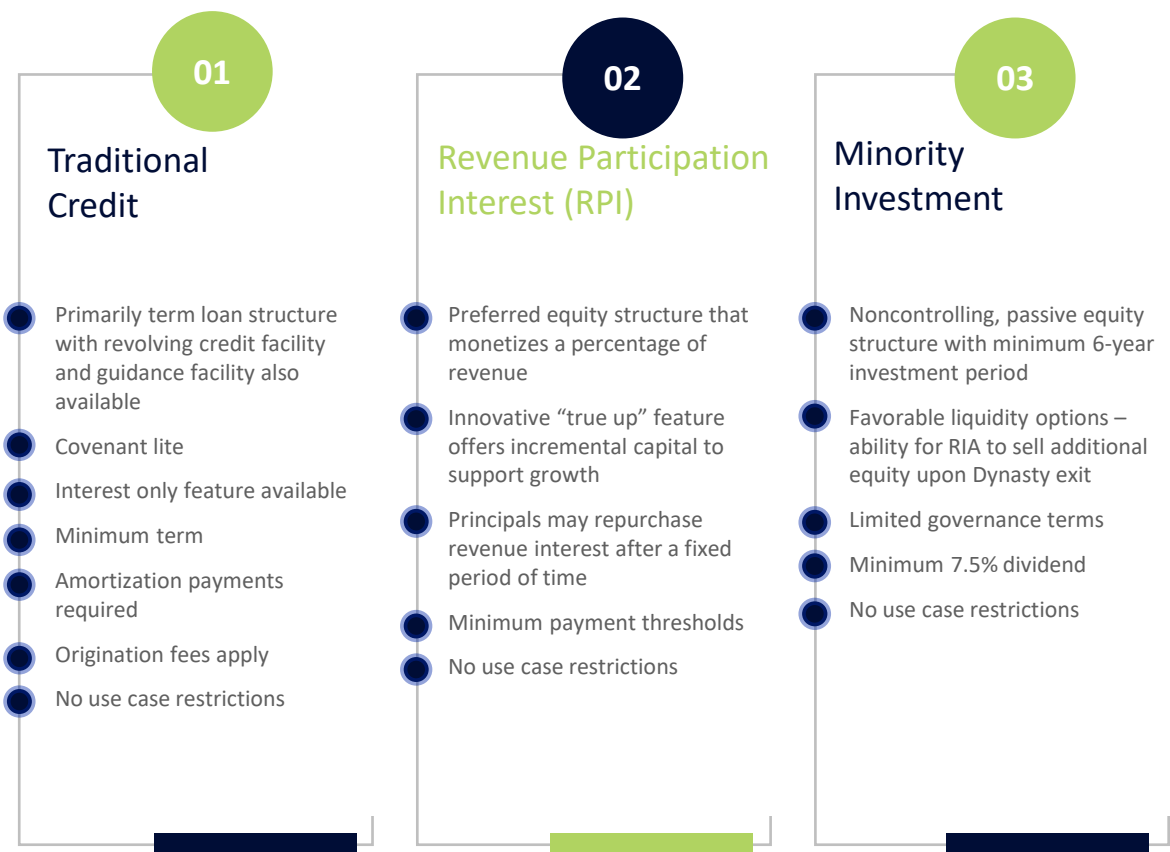 01
Traditional
Credit
Primarily term loan structure
with revolving credit facility
and guidance facility also
available
Covenant lite
Interest only feature available
Minimum term
Amortization payments
required
Origination fees apply
No use case restrictions
02
Revenue Participation
Interest (RPI)
Preferred equity structure that
monetizes a percentage of
revenue
Innovative “true up” feature
offers incremental capital to
support growth
Principals may repurchase
revenue interest after a fixed
period of time
Minimum payment thresholds
No use case restrictions
03
Minority
Investment
Noncontrolling, passive equity
structure with minimum 6-year
investment period
Favorable liquidity options –
ability for RIA to sell additional
equity upon Dynasty exit
Limited governance terms
Minimum 7.5% dividend
No use case restrictions